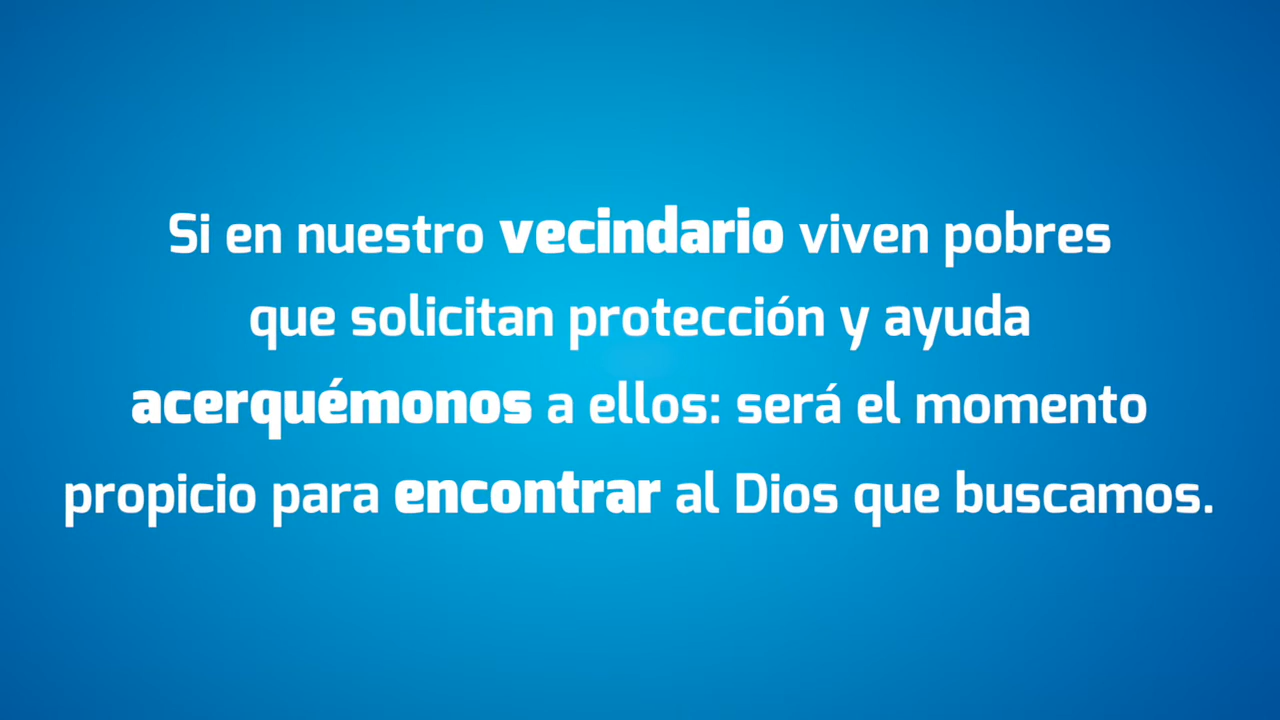 Si en nuestro vecindario viven pobres
que solicitan protección y ayuda
acerquémonos a ellos: será el momento
propicio para encontrar al Dios que buscamos.